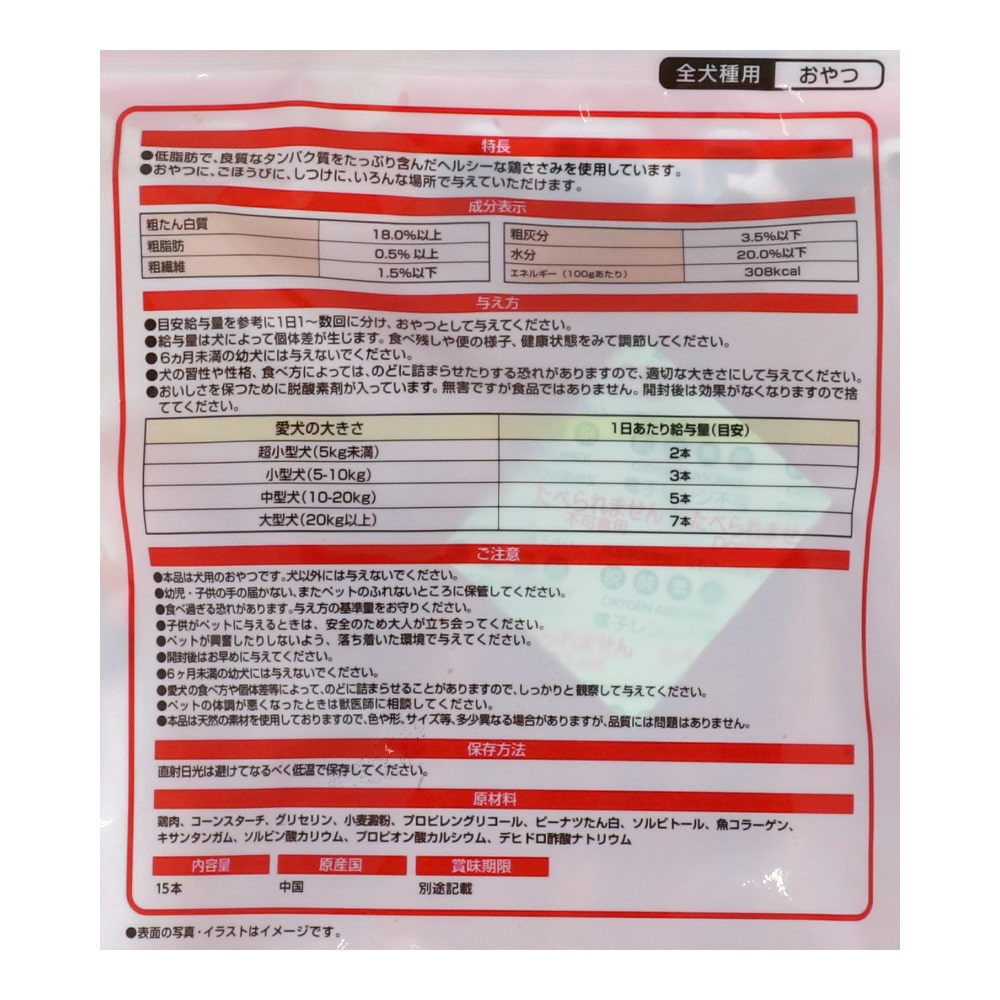 全犬種用 おやつ
特長
●低脂肪で、良質なタンパク質をたっぷり含んだヘルシーな鶏ささみを使用しています。
●おやつに、ごほうびに、しつけに、いろんな場所で与えていただけます。
成分表示
粗たん白質 18.0%以上 粗灰分 3.5%以下
粗脂肪 0.5%以上 水分 20.0%以下
粗繊維 1.5%以下 エネルギー(100gあたり) 308kcal
与え方
●目安給与量を参考に1日1〜数回に分け、おやつとして与えてください。
●給与量は犬によって個体差が生じます。食べ残しや便の様子、健康状態をみて調節してください。
●6カ月未満の幼犬には与えないでください。
●犬の習性や性格、食べ方によっては、のどに詰まらせたりする恐れがありますので、適切な大きさにして与えてください。
●おいしさを保つために脱酸素剤が入っています。無害ですが食品ではありません。開封後は効果がなくなりますので捨
ててください。
愛犬の大きさ 1日あたり給与量(目安)
超小型犬(5kg未満) 2本
小型犬(5-10kg) 3本
中型犬(10-20kg) 5本
大型犬(20kg以上) 7本
ご注意
●本品は犬用のおやつです。犬以外には与えないでください。
●幼児・子供の手の届かない、またペットのふれないところに保管してください。
●食べ過ぎる恐れがあります。与え方の基準量をお守りください。
●子供がペットに与えるときは、安全のため大人が立ち会ってください。
●ペットが興奮したりしないよう、落ち着いた環境で与えてください。
●開封後はお早めに与えてください。
●6ヶ月未満の幼犬には与えないでください。
●愛犬の食べ方や個体差等によって、のどに詰まらせることがありますので、しっかりと観察して与えてください。
●ペットの体調が悪くなったときは獣医師に相談してください。
●本品は天然の素材を使用しておりますので、色や形、サイズ等、多少異なる場合がありますが、品質には問題はありません。
保存方法
直射日光は避けてなるべく低温で保存してください。
原材料
鶏肉、コーンスターチ、グリセリン、小麦澱粉、プロピレングリコール、ピーナツたん白、ソルビトール、魚コラーゲン、
キサンタンガム、ソルビン酸カリウム、プロピオン酸カルシウム、デヒドロ酢酸ナトリウム
内容量 原産国 賞味期限
15本 中国 別途記載
●表面の写真・イラストはイメージです。
たべられません
たべられません
不可食用
OXYGEN
電子レン